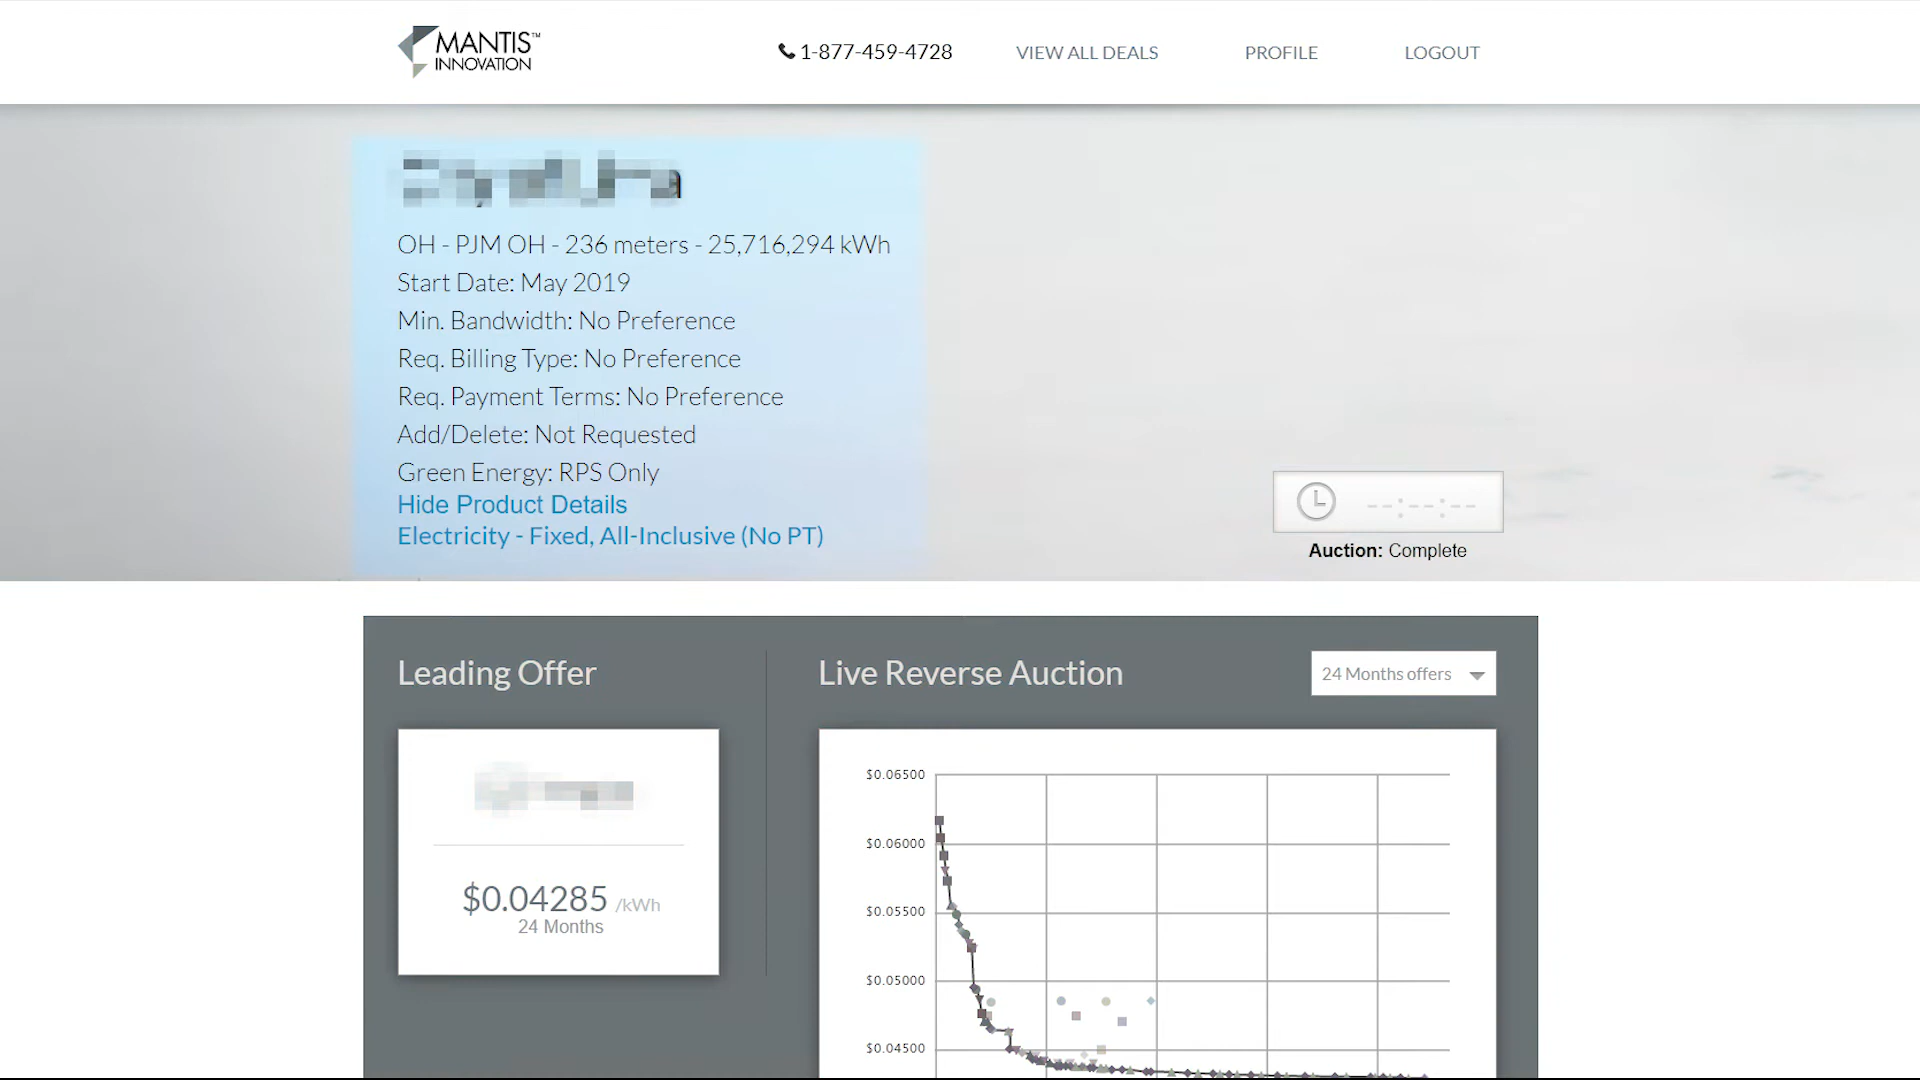 MANTIS™
INNOVATION
1-877-459-4728
VIEW ALL DEALS
PROFILE
LOGOUT
OH - PJM OH - 236 meters - 25,716,294 kWh
Start Date: May 2019
Min. Bandwidth: No Preference
Req. Billing Type: No Preference
Req. Payment Terms: No Preference
Add/Delete: Not Requested
Green Energy: RPS Only
Hide Product Details
Electricity - Fixed, All-Inclusive (No PT)
--:--:--
Auction: Complete
Leading Offer
$0.04285 /kWh
24 Months
Live Reverse Auction
24 Months offers
$0.06500
$0.06000
$0.05500
$0.05000
$0.04500